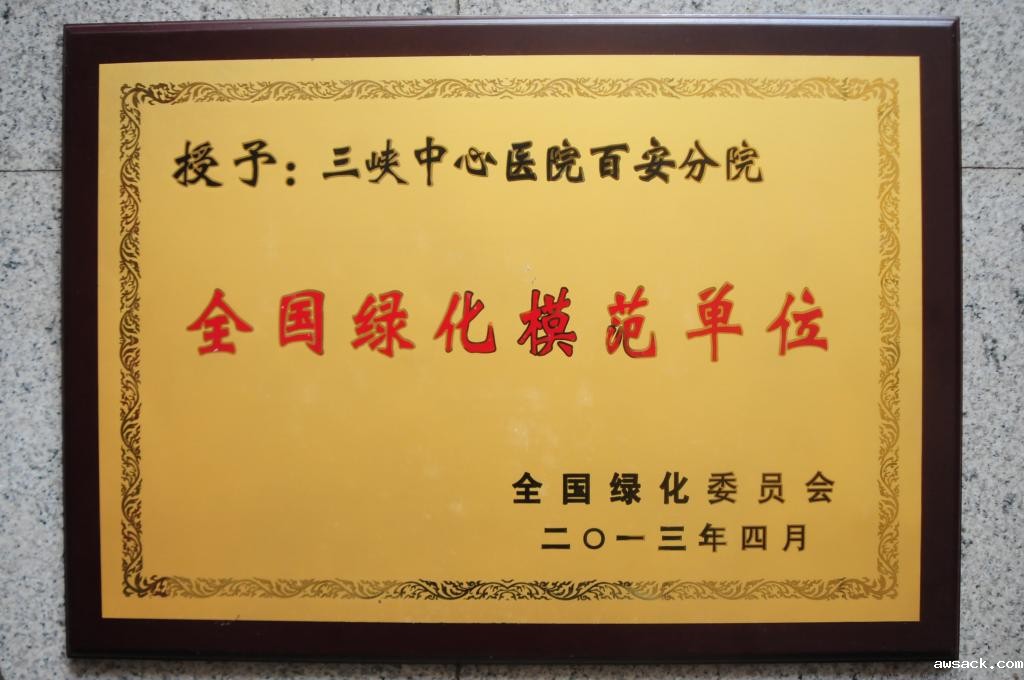 授予：三峡中心医院百安分院
全国绿化模范单位
全国绿化委员会
二〇一三年四月
awsack.com